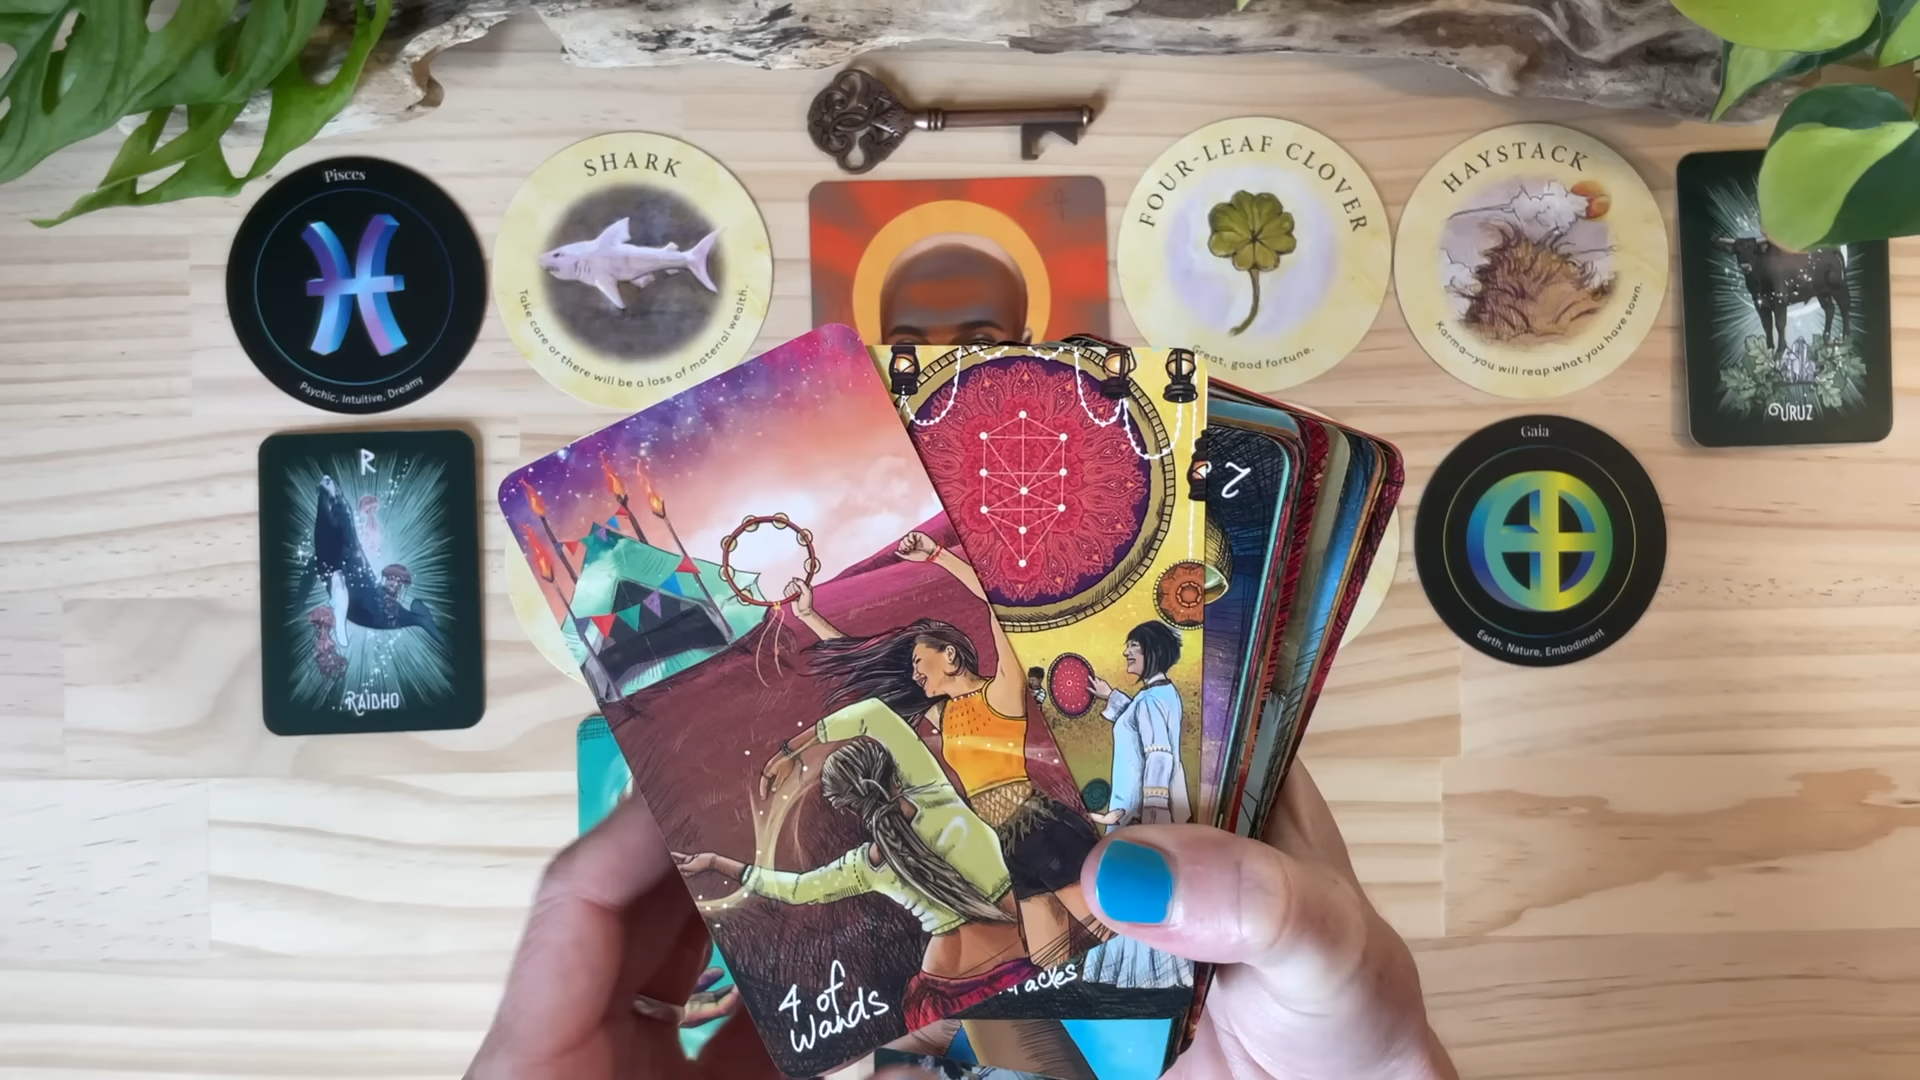 Pisces
Psychic, Intuitive, Dreamy
SHARK
Take care or there will be a loss of material wealth.
FOUR-LEAF CLOVER
Great, good fortune.
HAYSTACK
Karma—you will reap what you have sown.
URUZ
R
RAIDHO
Gaia
Earth, Nature, Embodiment
2
4 of
Wands